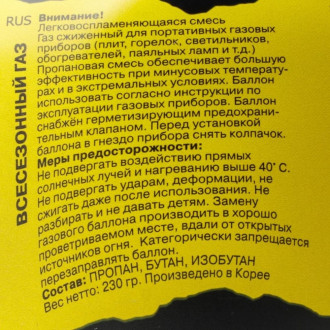 RUS
ВСЕСЕЗОННЫЙ ГАЗ
Внимание!
Легковоспламеняющаяся смесь
Газ сжиженный для портативных газовых
приборов (плит, горелок, светильников,
обогревателей, паяльных ламп и т.д.)
Пропановая смесь обеспечивает большую
эффективность при минусовых температу-
рах и в экстремальных условиях. Баллон
использовать согласно инструкции по
эксплуатации газовых приборов. Баллон
снабжён герметизирующим предохрани-
тельным клапаном. Перед установкой
баллона в гнездо прибора снять колпачок.
Меры предосторожности:
Не подвергать воздействию прямых
солнечных лучей и нагреванию выше 40°С.
Не подвергать ударам, деформации, не
сжигать даже после использования. Не
разбирать и не давать детям. Замену
газового баллона производить в хорошо
проветриваемом месте, вдали от открытых
источников огня. Категорически запрещается
перезаправлять баллон.
Состав: ПРОПАН, БУТАН, ИЗОБУТАН
Вес нетто: 230 гр. Произведено в Корее